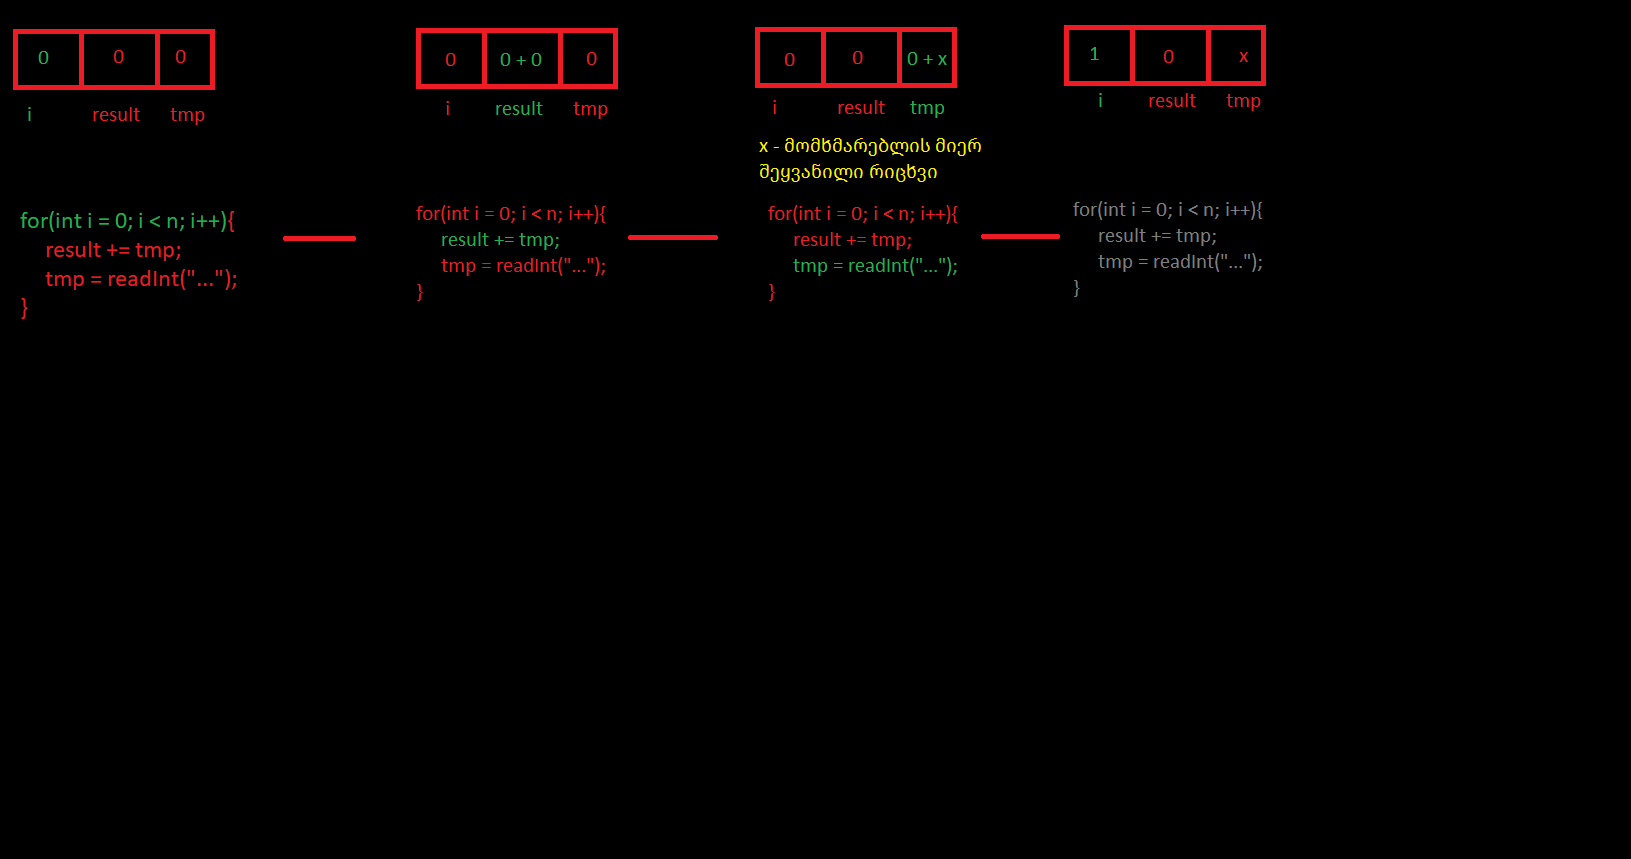 0 0 0
i result tmp
for(int i = 0; i < n; i++){
result += tmp;
tmp = readInt("...");
}
0 0 + 0 0
i result tmp
for(int i = 0; i < n; i++){
result += tmp;
tmp = readInt("...");
}
0 0 0 + x
i result tmp
x - მომხმარებლის მიერ
შეყვანილი რიცხვი
for(int i = 0; i < n; i++){
result += tmp;
tmp = readInt("...");
}
1 0 x
i result tmp
for(int i = 0; i < n; i++){
result += tmp;
tmp = readInt("...");
}